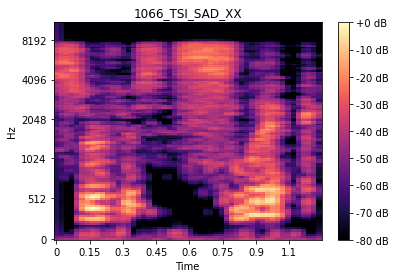 1066_TSI_SAD_XX
Hz
8192
4096
2048
1024
512
0
0 0.15 0.3 0.45 0.6 0.75 0.9 1.1
Time
+0 dB
-10 dB
-20 dB
-30 dB
-40 dB
-50 dB
-60 dB
-70 dB
-80 dB